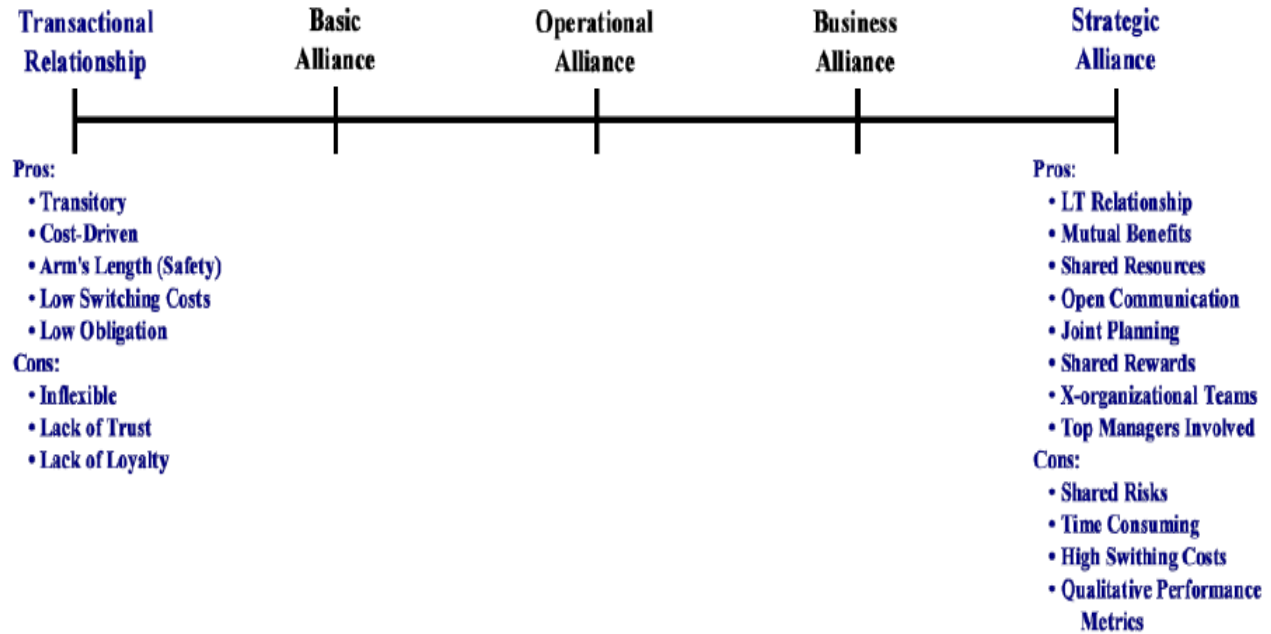 Transactional
Relationship
Basic
Alliance
Operational
Alliance
Business
Alliance
Strategic
Alliance
Pros:
• Transitory
• Cost-Driven
• Arm's Length (Safety)
• Low Switching Costs
• Low Obligation
Cons:
• Inflexible
• Lack of Trust
• Lack of Loyalty
Pros:
• LT Relationship
• Mutual Benefits
• Shared Resources
• Open Communication
• Joint Planning
• Shared Rewards
• X-organizational Teams
• Top Managers Involved
Cons:
• Shared Risks
• Time Consuming
• High Swithing Costs
• Qualitative Performance
Metrics